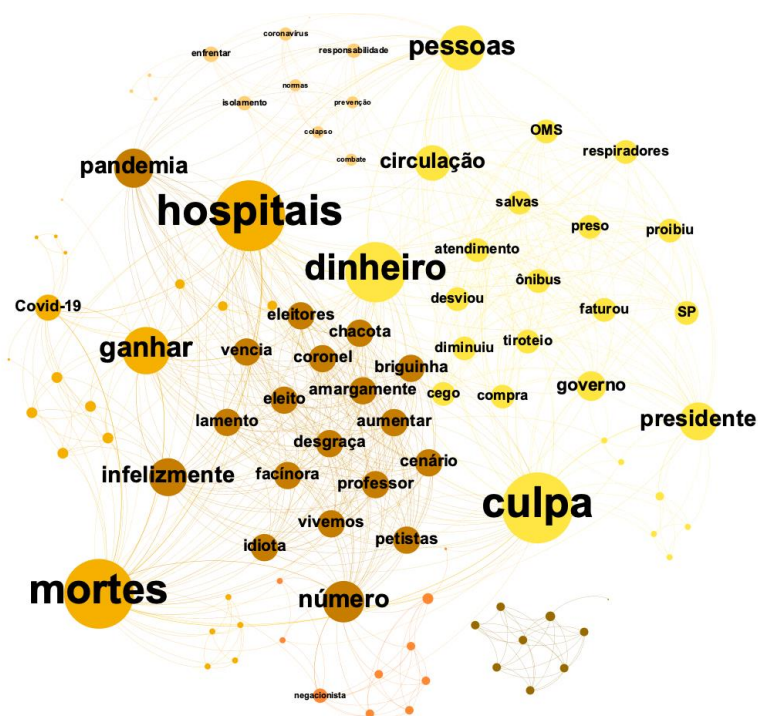 coronavírus
pessoas
enfrentar
responsabilidade
normas
isolamento
prevenção
OMS
colapso
respiradores
combate
pandemia
circulação
hospitais
salvas
preso
proibiu
atendimento
dinheiro
ônibus
desviou
Covid-19
eleitores
faturou
SP
chacota
ganhar
vencia
coronel
diminuiu
tiroteio
briguinha
amargamente
governo
eleito
cego
compra
lamento
aumentar
presidente
desgraça
cenário
infelizmente
facínora
professor
culpa
vivemos
petistas
idiota
mortes
número
negacionista